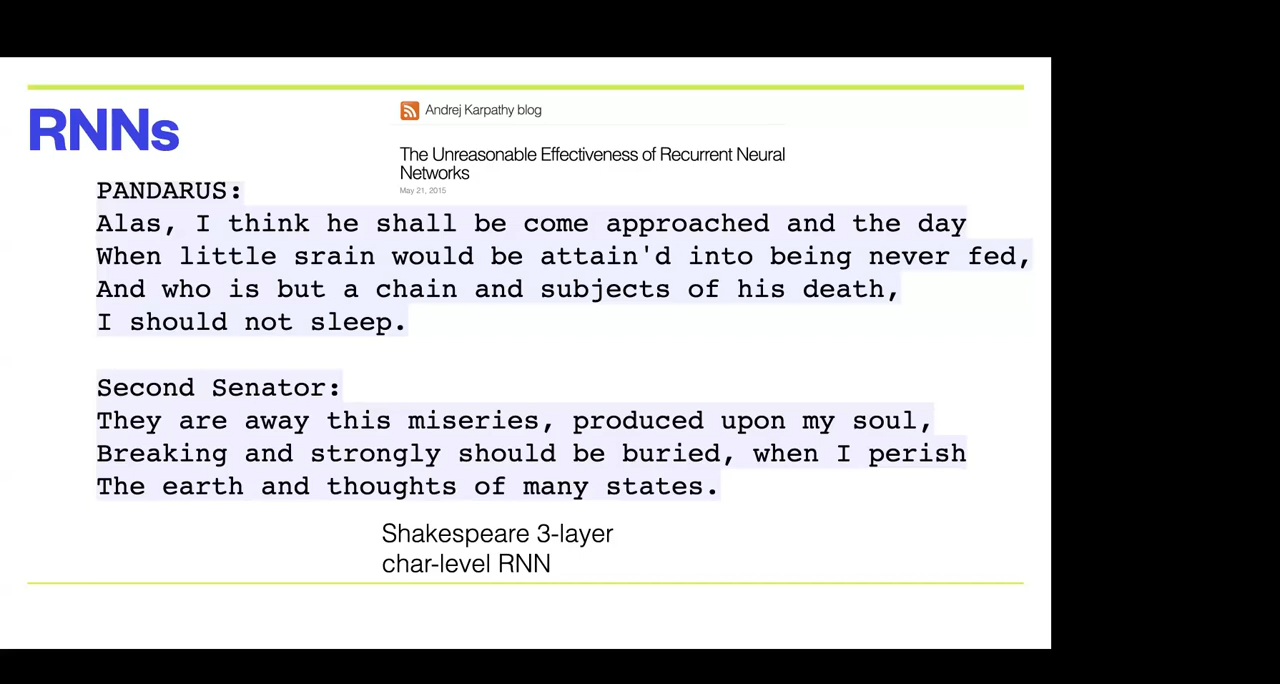 RNNs
Andrej Karpathy blog
The Unreasonable Effectiveness of Recurrent Neural
Networks
May 21, 2015
PANDARUS:
Alas, I think he shall be come approached and the day
When little srain would be attain'd into being never fed,
And who is but a chain and subjects of his death,
I should not sleep.
Second Senator:
They are away this miseries, produced upon my soul,
Breaking and strongly should be buried, when I perish
The earth and thoughts of many states.
Shakespeare 3-layer
char-level RNN